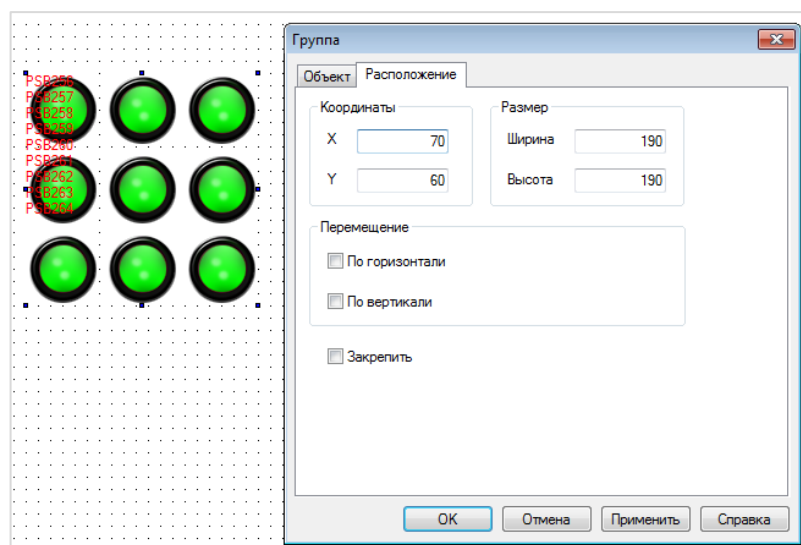 PSB256
PSB257
PSB258
PSB259
PSB260
PSB261
PSB262
PSB263
PSB264
Группа
Объект Расположение
Координаты Размер
X 70 Ширина 190
Y 60 Высота 190
Перемещение
По горизонтали
По вертикали
Закрепить
OK Отмена Применить Справка